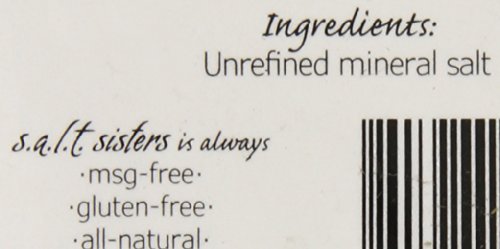 Ingredients:
Unrefined mineral salt
s.a.l.t. sisters is always
·msg-free·
·gluten-free·
·all-natural·